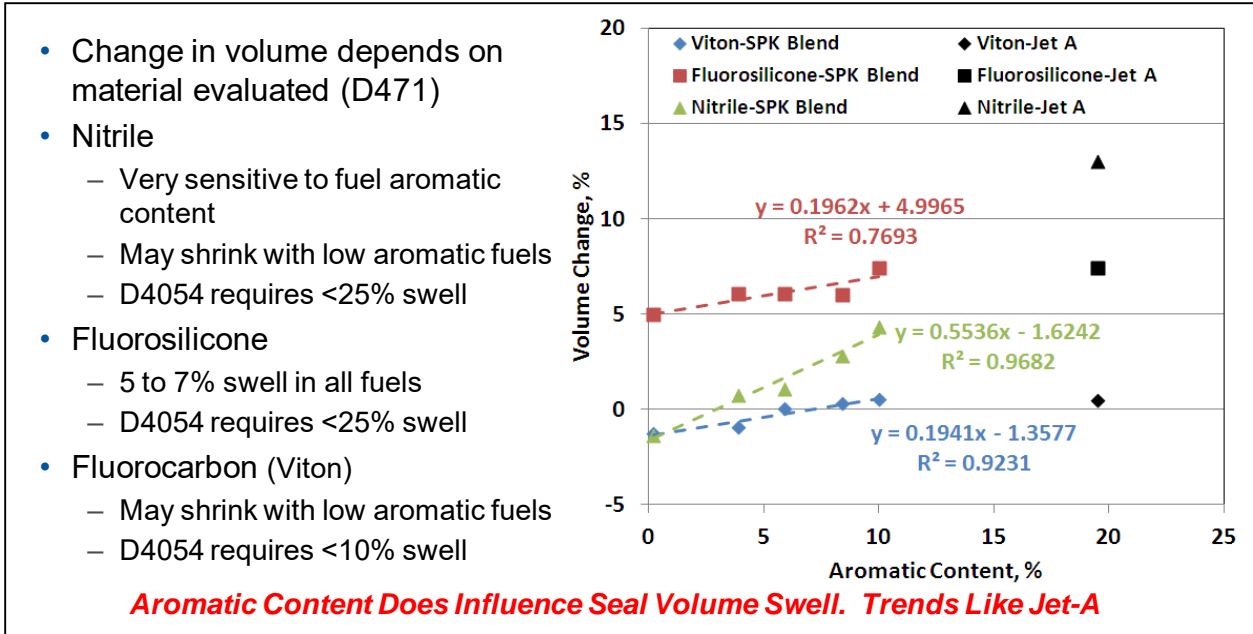 • Change in volume depends on
material evaluated (D471)
• Nitrile
– Very sensitive to fuel aromatic
content
– May shrink with low aromatic fuels
– D4054 requires <25% swell
• Fluorosilicone
– 5 to 7% swell in all fuels
– D4054 requires <25% swell
• Fluorocarbon (Viton)
– May shrink with low aromatic fuels
– D4054 requires <10% swell
Viton-SPK Blend
Viton-Jet A
Fluorosilicone-SPK Blend
Fluorosilicone-Jet A
Nitrile-SPK Blend
Nitrile-Jet A
y = 0.1962x + 4.9965
R² = 0.7693
y = 0.5536x - 1.6242
R² = 0.9682
y = 0.1941x - 1.3577
R² = 0.9231
Volume Change, %
20
15
10
5
0
-5
0 5 10 15 20 25
Aromatic Content, %
Aromatic Content Does Influence Seal Volume Swell. Trends Like Jet-A